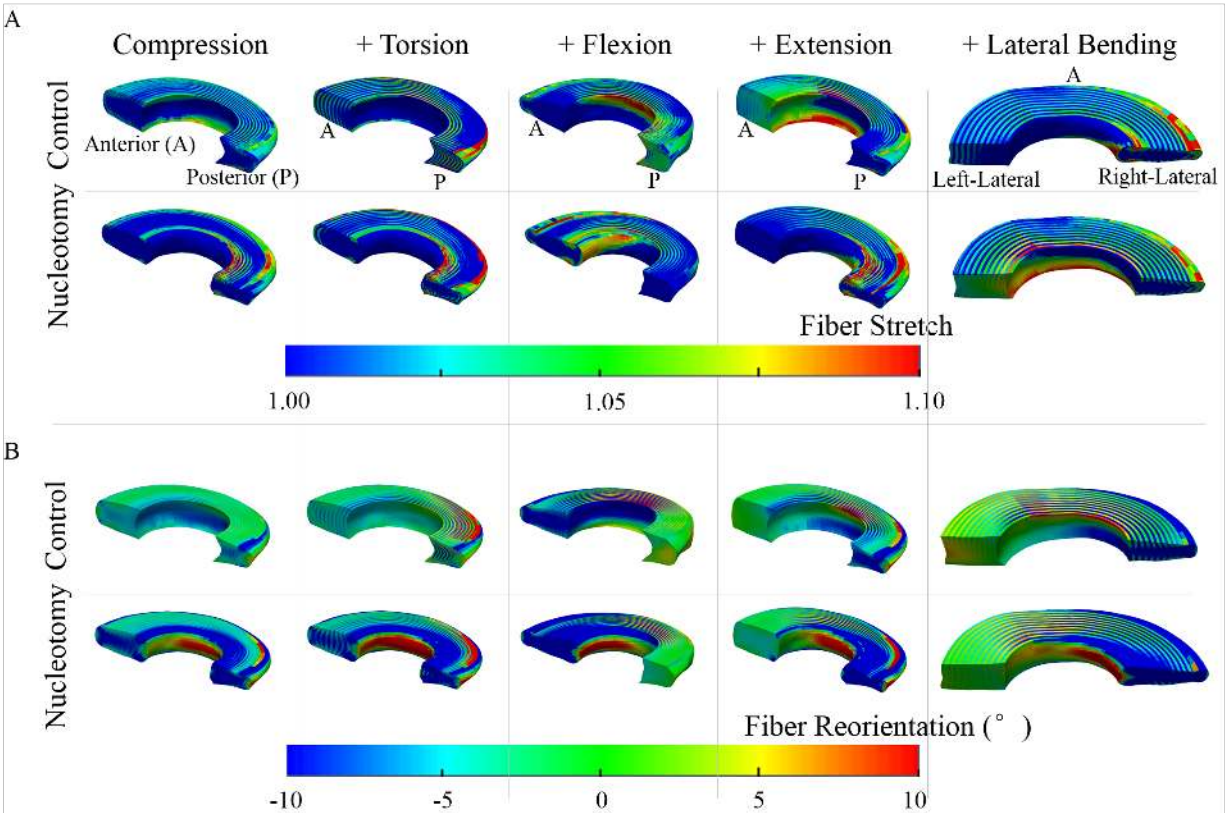 A
Compression + Torsion + Flexion + Extension + Lateral Bending
Control
A
A A A
Anterior (A)
Posterior (P) P P P
Left-Lateral Right-Lateral
Nucleotomy
Fiber Stretch
1.00 1.05 1.10
B
Control
Nucleotomy
Fiber Reorientation (°)
-10 -5 0 5 10